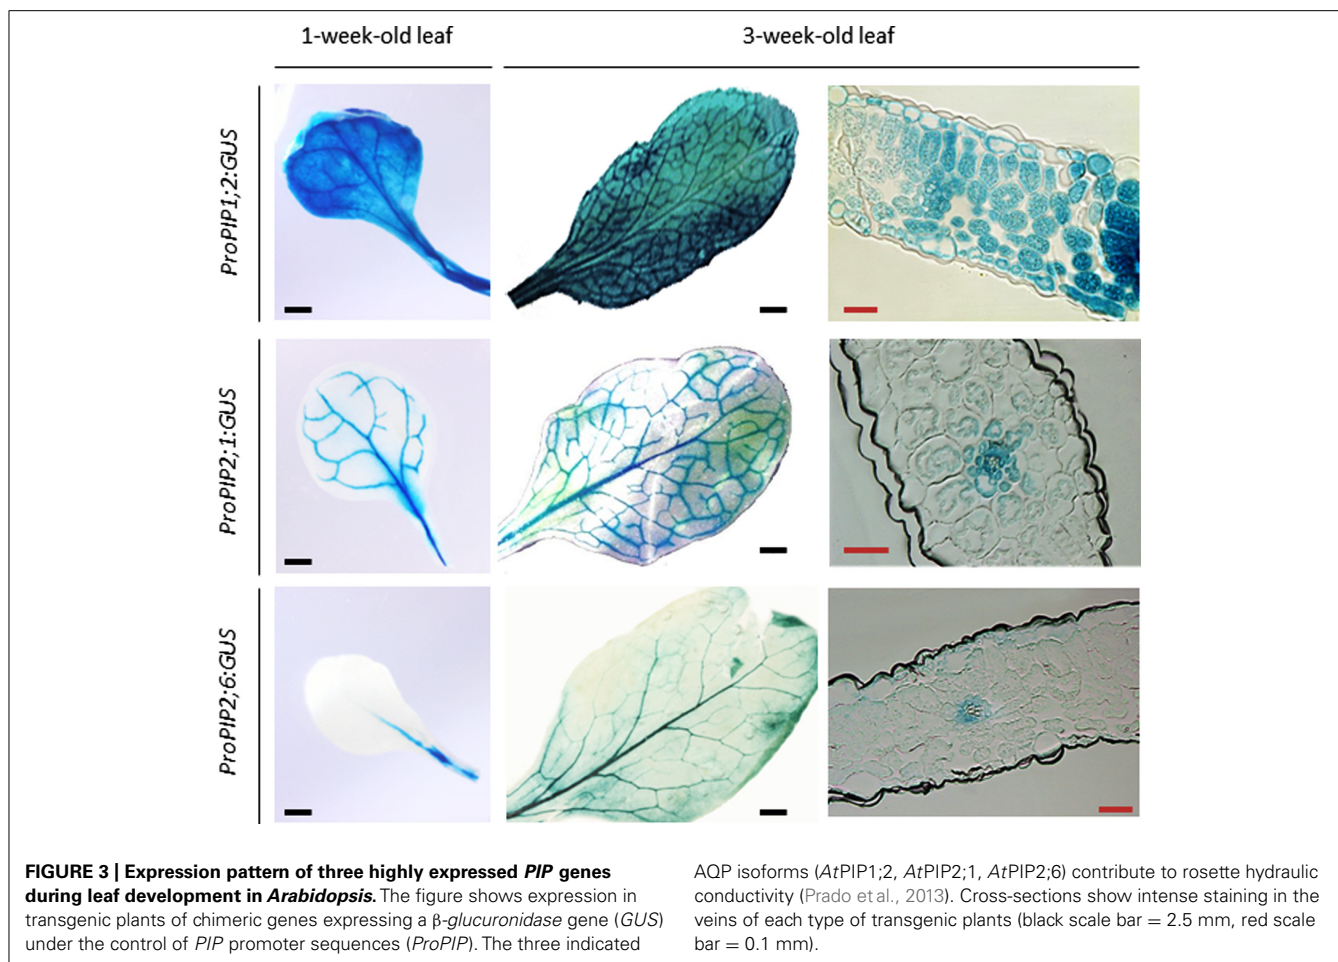 1-week-old leaf
3-week-old leaf
ProPIP1;2:GUS
ProPIP2;1:GUS
ProPIP2;6:GUS
FIGURE 3 | Expression pattern of three highly expressed PIP genes
during leaf development in Arabidopsis. The figure shows expression in
transgenic plants of chimeric genes expressing a β-glucuronidase gene (GUS)
under the control of PIP promoter sequences (ProPIP). The three indicated
AQP isoforms (AtPIP1;2, AtPIP2;1, AtPIP2;6) contribute to rosette hydraulic
conductivity (Prado et al., 2013). Cross-sections show intense staining in the
veins of each type of transgenic plants (black scale bar = 2.5 mm, red scale
bar = 0.1 mm).